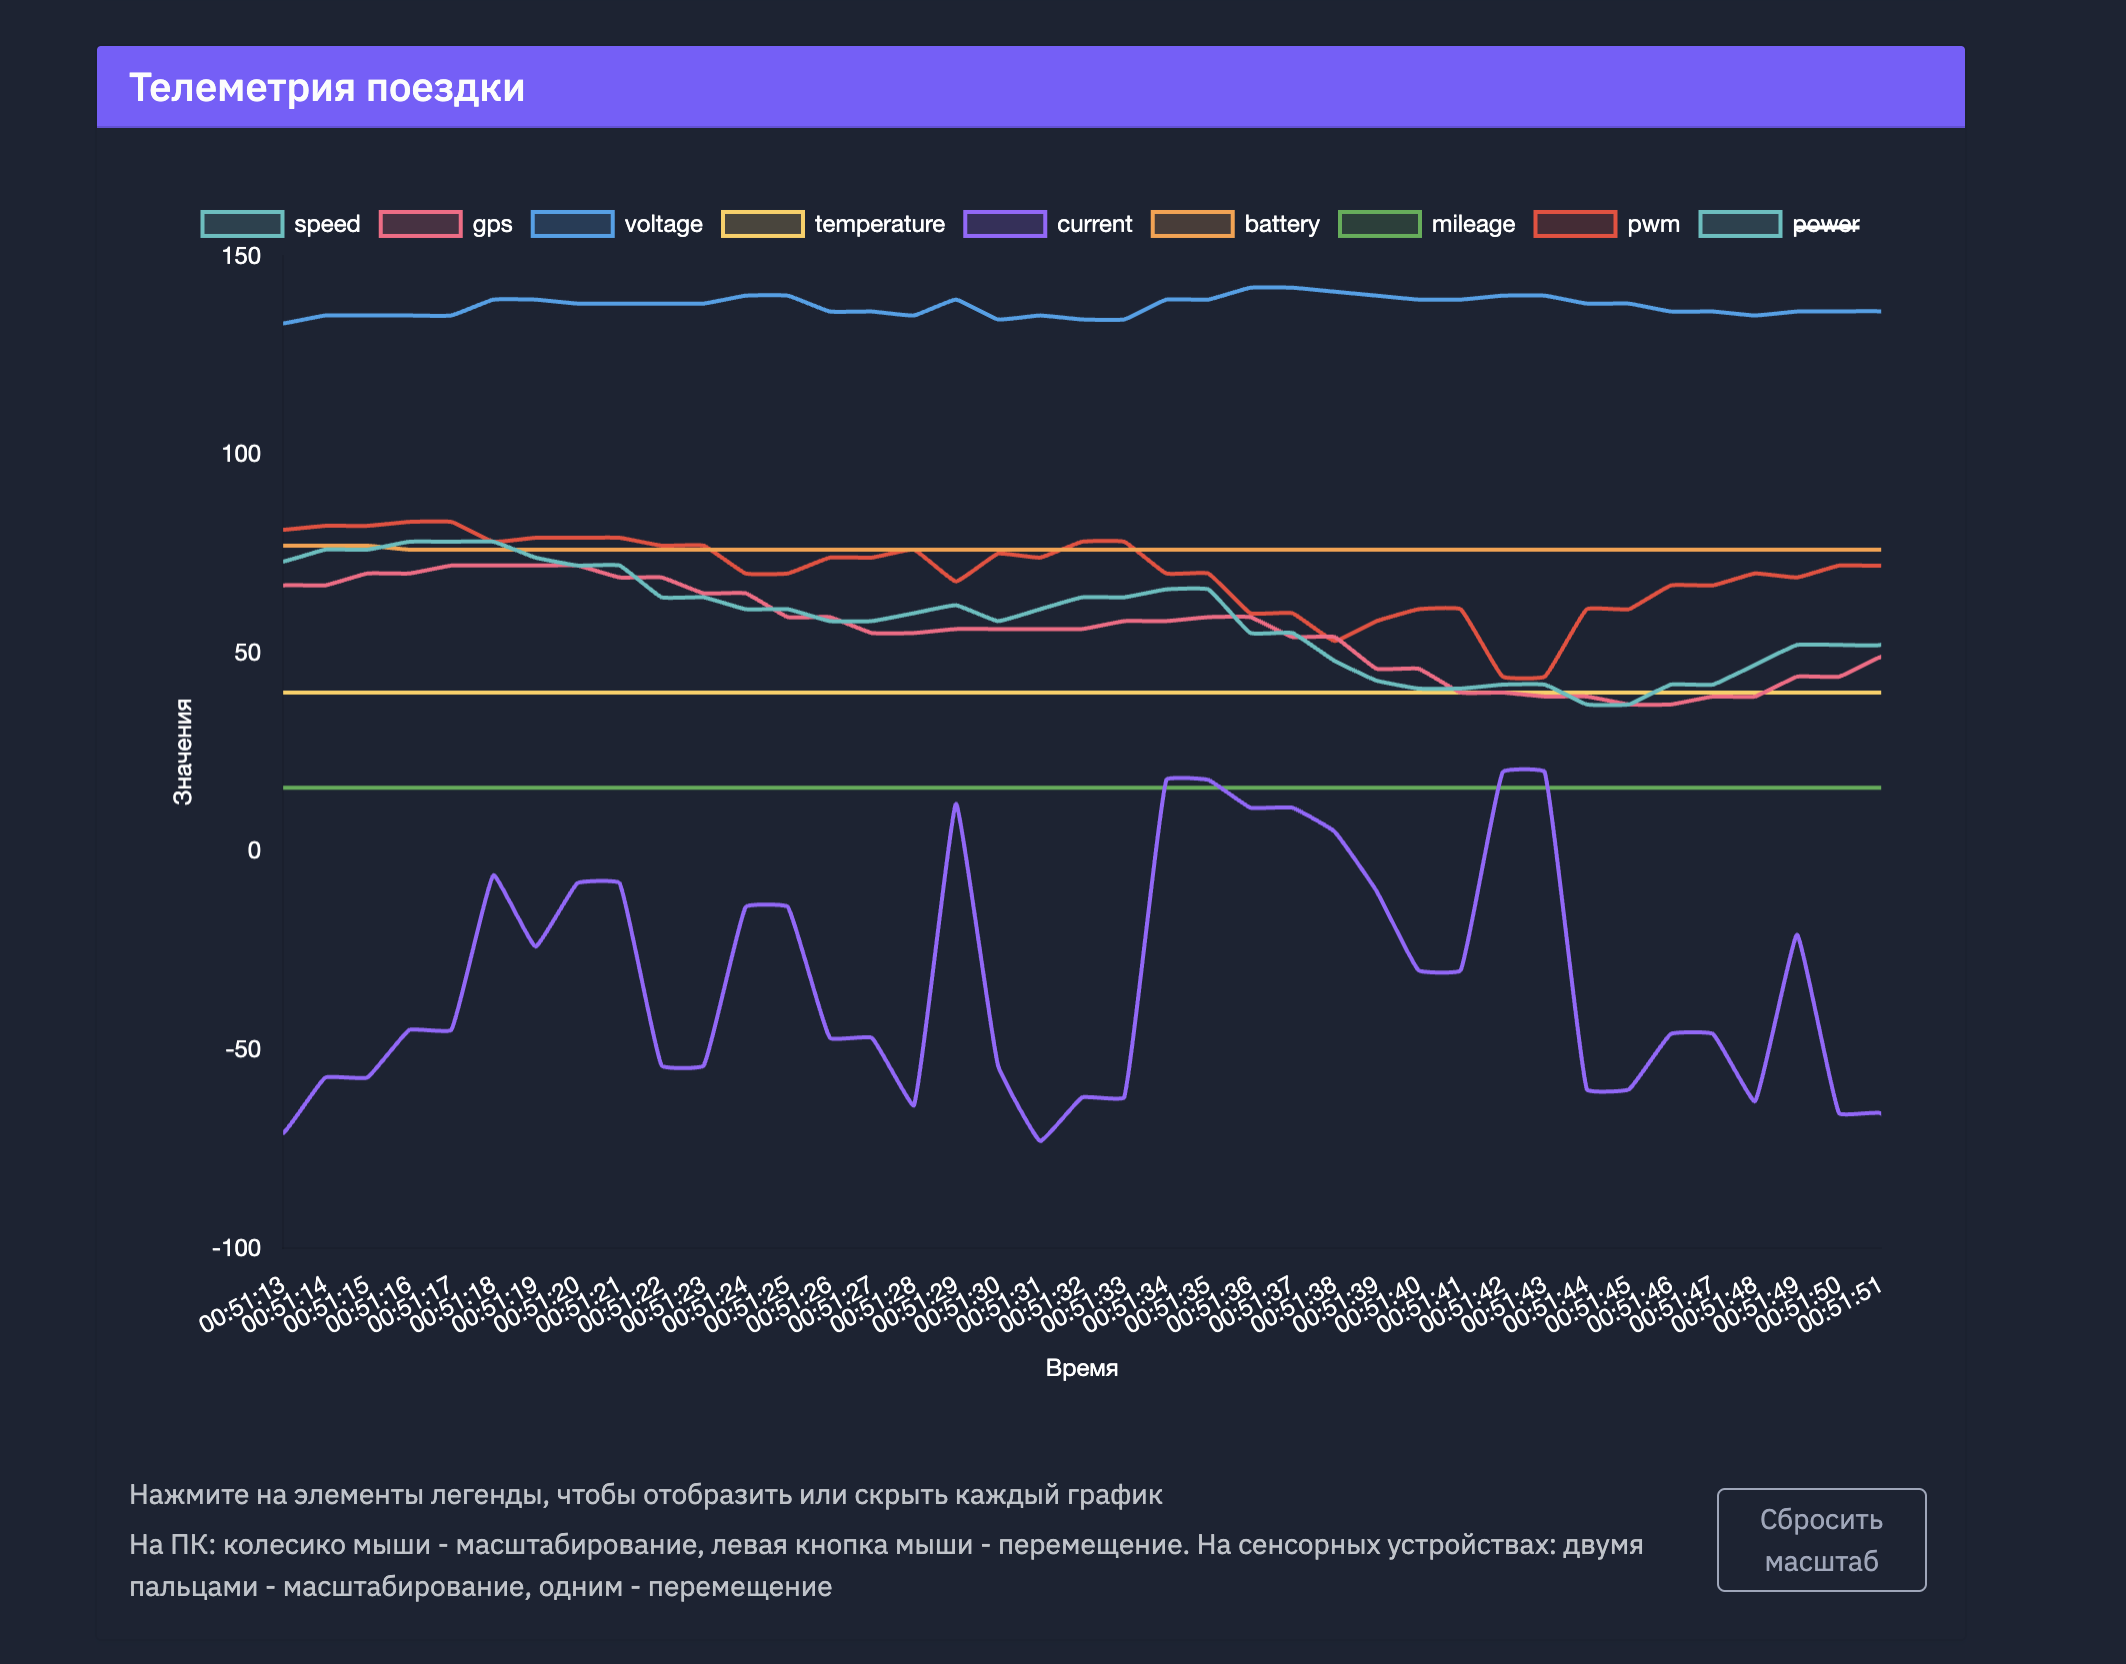 Телеметрия поездки
speed gps voltage temperature current battery mileage pwm power
150
100
50
0
-50
-100
Значения
00:51:13 00:51:14 00:51:15 00:51:16 00:51:17 00:51:18 00:51:19 00:51:20 00:51:21 00:51:22 00:51:23 00:51:24 00:51:25 00:51:26 00:51:27 00:51:28 00:51:29 00:51:30 00:51:31 00:51:32 00:51:33 00:51:34 00:51:35 00:51:36 00:51:37 00:51:38 00:51:39 00:51:40 00:51:41 00:51:42 00:51:43 00:51:44 00:51:45 00:51:46 00:51:47 00:51:48 00:51:49 00:51:50 00:51:51
Время
Нажмите на элементы легенды, чтобы отобразить или скрыть каждый график
На ПК: колесико мыши - масштабирование, левая кнопка мыши - перемещение. На сенсорных устройствах: двумя
пальцами - масштабирование, одним - перемещение
Сбросить
масштаб